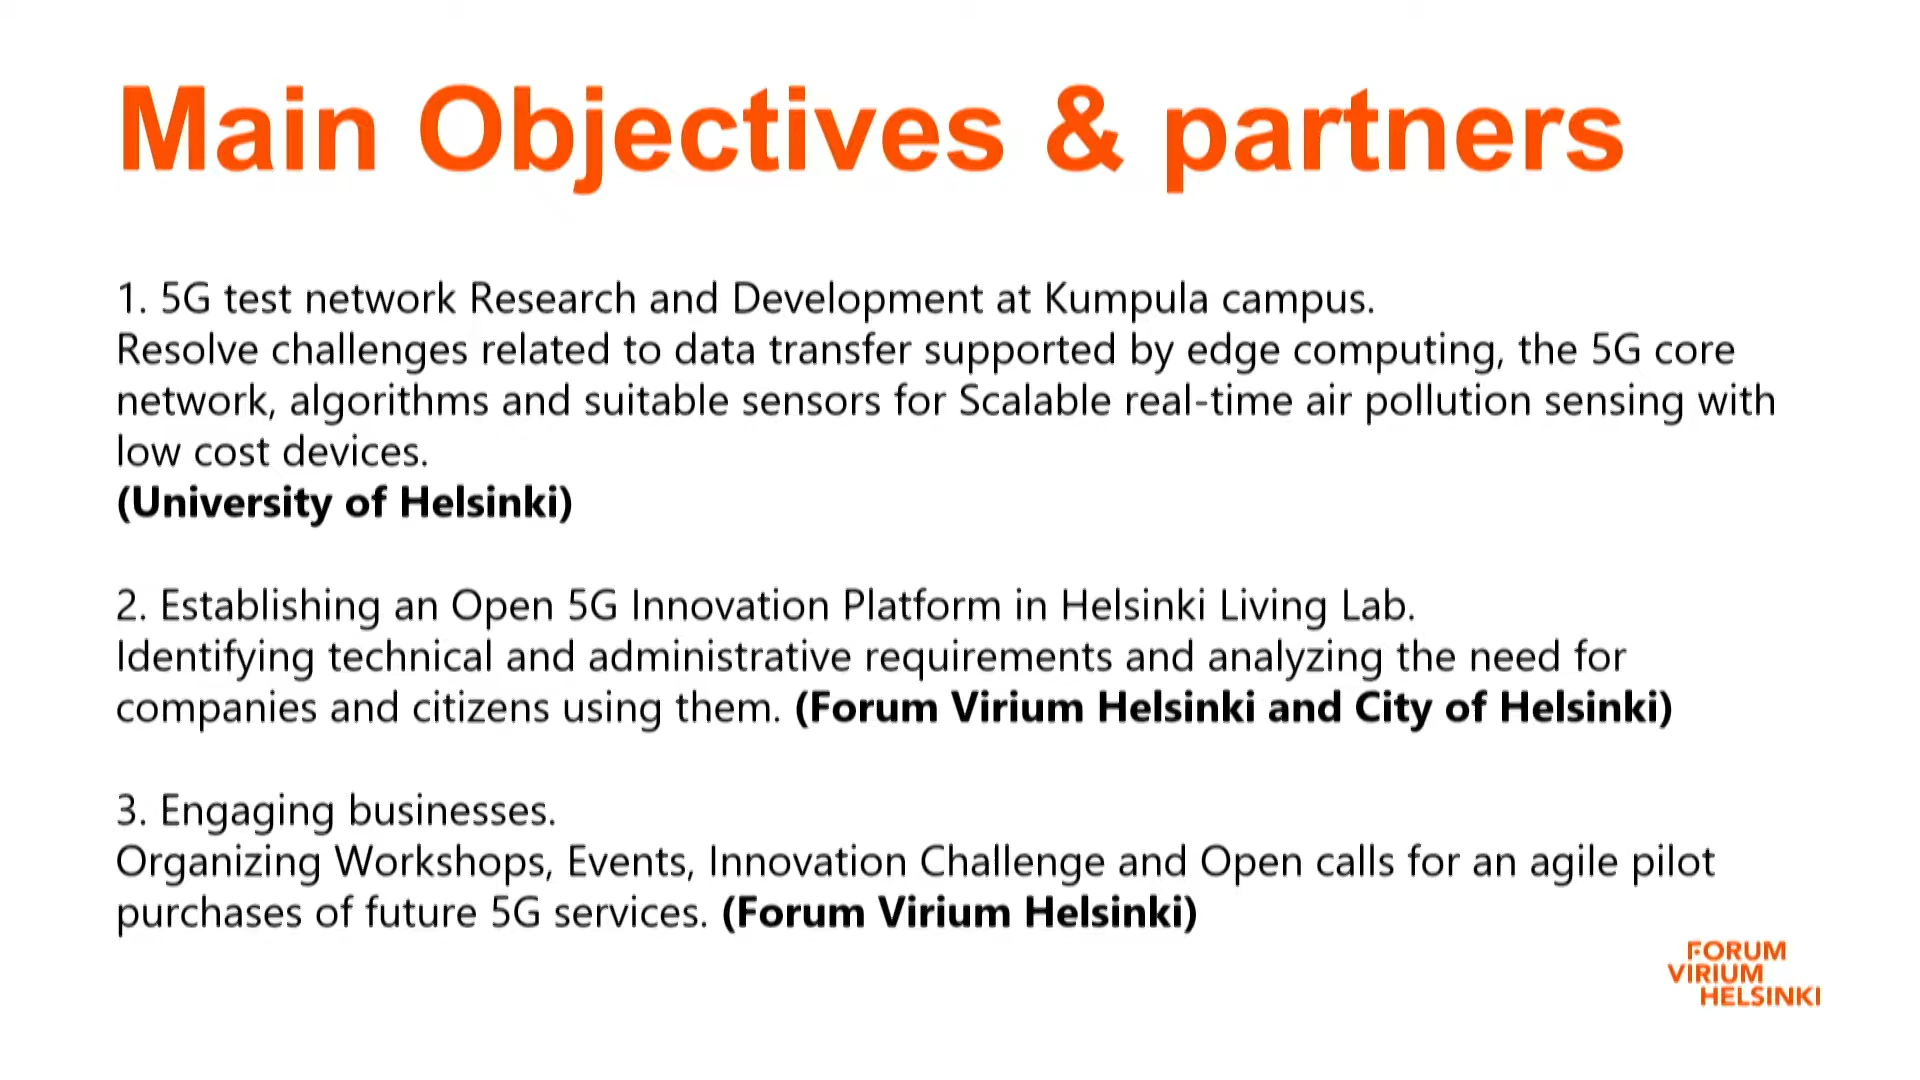 Main Objectives & partners
1. 5G test network Research and Development at Kumpula campus.
Resolve challenges related to data transfer supported by edge computing, the 5G core
network, algorithms and suitable sensors for Scalable real-time air pollution sensing with
low cost devices.
(University of Helsinki)
2. Establishing an Open 5G Innovation Platform in Helsinki Living Lab.
Identifying technical and administrative requirements and analyzing the need for
companies and citizens using them. (Forum Virium Helsinki and City of Helsinki)
3. Engaging businesses.
Organizing Workshops, Events, Innovation Challenge and Open calls for an agile pilot
purchases of future 5G services. (Forum Virium Helsinki)
FORUM
VIRIUM
HELSINKI